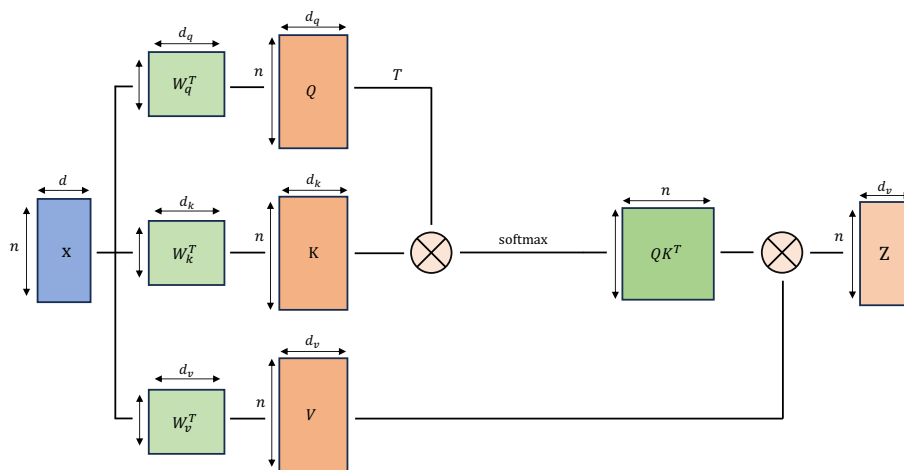 d_q
d_q
n
W_q^T
Q
T
d
d_k
d_k
n
d_v
n
x
W_k^T
n
K
softmax
QK^T
n
Z
d_v
d_v
W_v^T
n
V